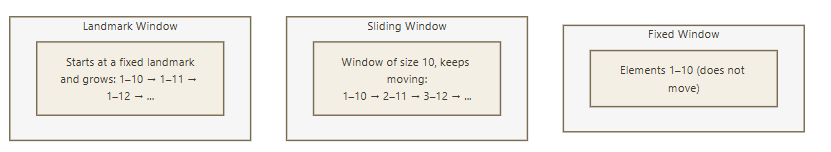 Landmark Window
Starts at a fixed landmark
and grows: 1–10 → 1–11 →
1–12 → ...
Sliding Window
Window of size 10, keeps
moving:
1–10 → 2–11 → 3–12 → ...
Fixed Window
Elements 1–10 (does not
move)